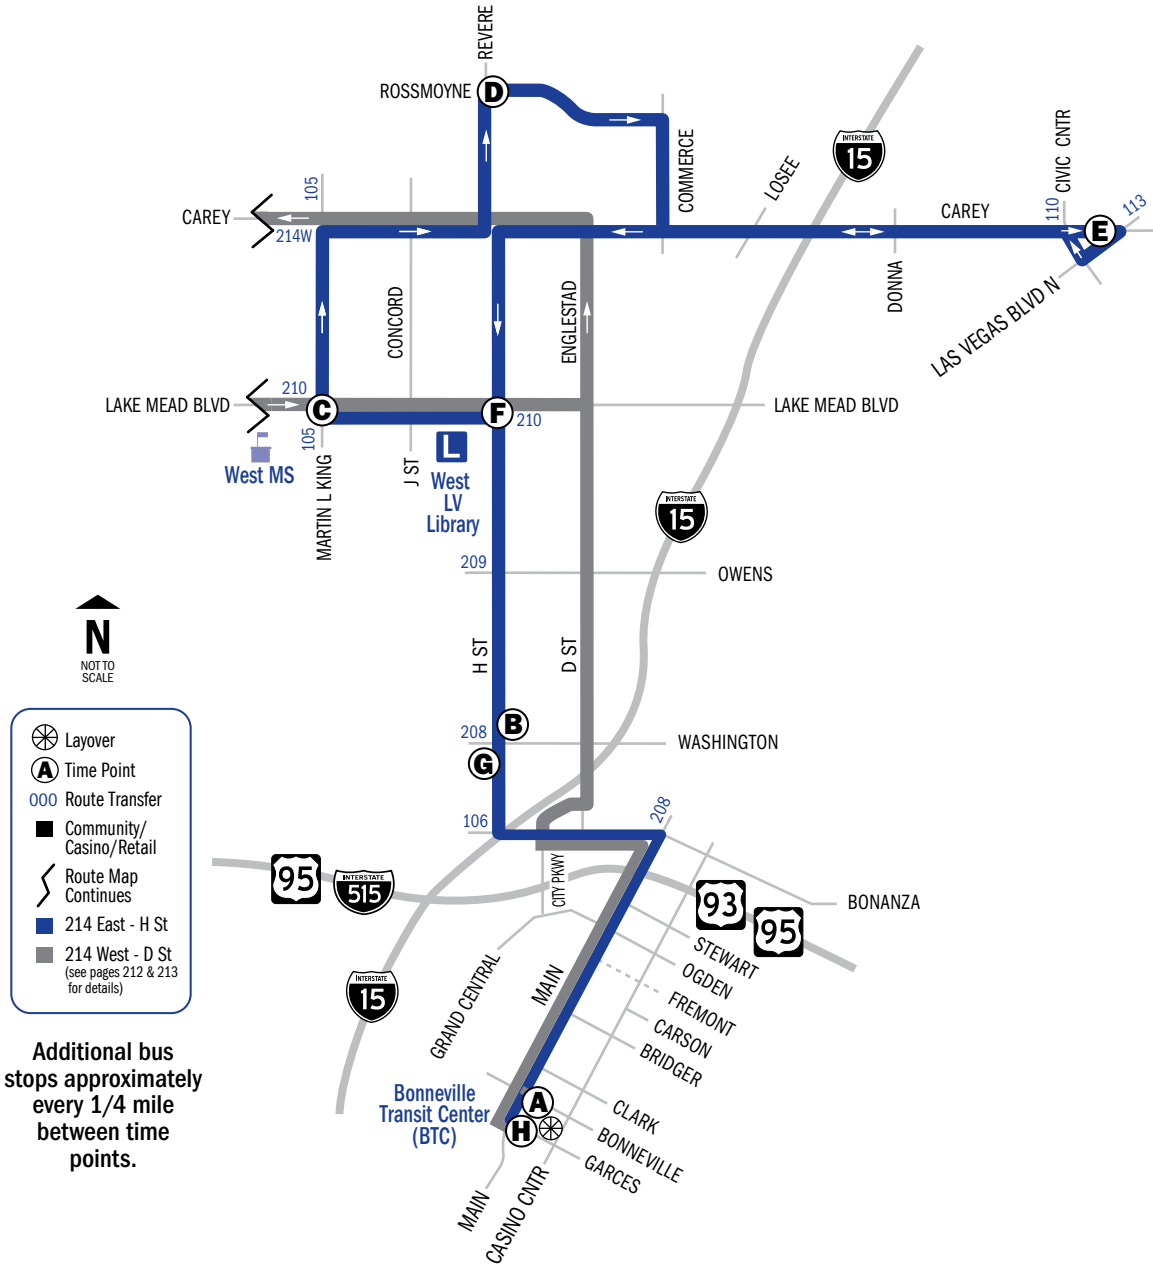 REVERE
ROSSMOYNE
D
COMMERCE
LOSEE
INTERSTATE
15
CIVIC CNTR
110
113
105
CAREY
214W
CAREY
E
DONNA
LAS VEGAS BLVD N
CONCORD
ENGLESTAD
210
LAKE MEAD BLVD
C
F
210
LAKE MEAD BLVD
105
West MS
MARTIN L KING
J ST
L
West
LV
Library
INTERSTATE
15
209
OWENS
N
NOT TO
SCALE
H ST
D ST
B
208
WASHINGTON
G
106
208
Layover
A
Time Point
000
Route Transfer
Community/
Casino/Retail
Route Map
Continues
214 East - H St
214 West - D St
(see pages 212 & 213
for details)
95
INTERSTATE
515
CITY PKWY
93
95
BONANZA
INTERSTATE
15
GRAND CENTRAL
MAIN
STEWART
OGDEN
FREMONT
CARSON
BRIDGER
CLARK
BONNEVILLE
GARCES
Bonneville
Transit Center
(BTC)
A
H
MAIN
CASINO CNTR
Additional bus
stops approximately
every 1/4 mile
between time
points.